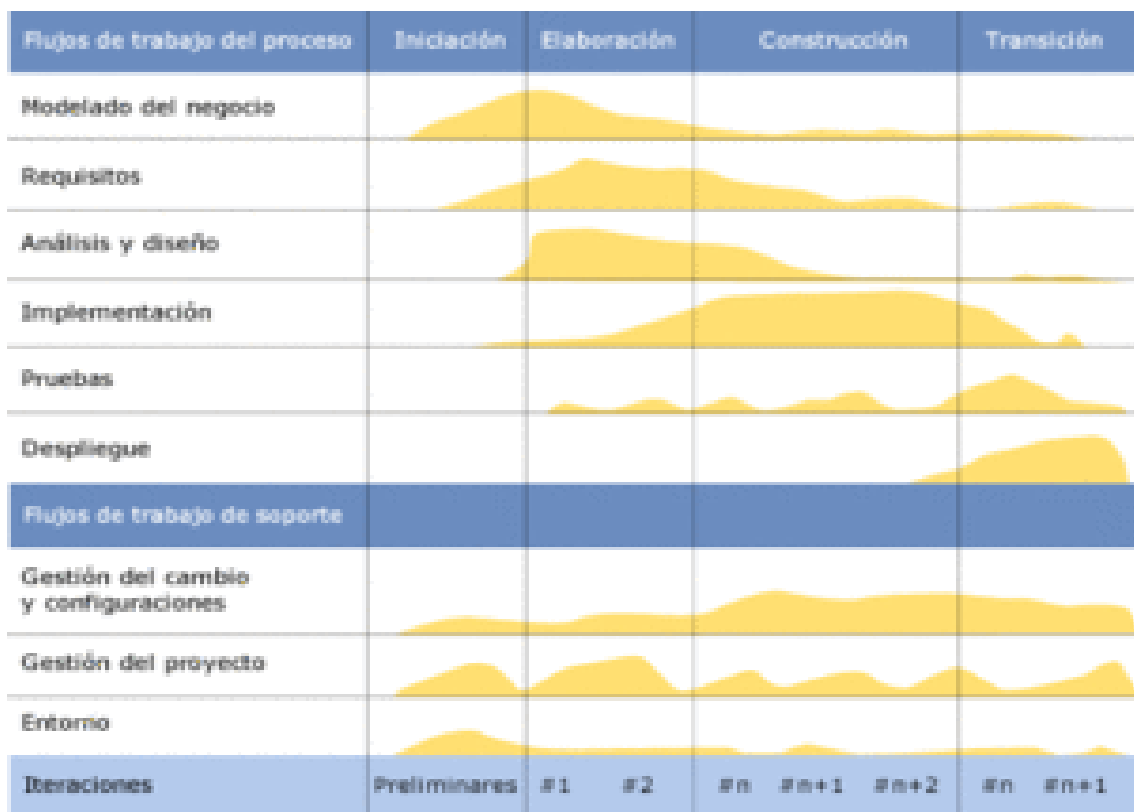 Flujos de trabajo del proceso Iniciación Elaboración Construcción Transición
Modelado del negocio
Requisitos
Análisis y diseño
Implementación
Pruebas
Despliegue
Flujos de trabajo de soporte
Gestión del cambio
y configuraciones
Gestión del proyecto
Entorno
Iteraciones Preliminares #1 #2 #n #n+1 #n+2 #n #n+1